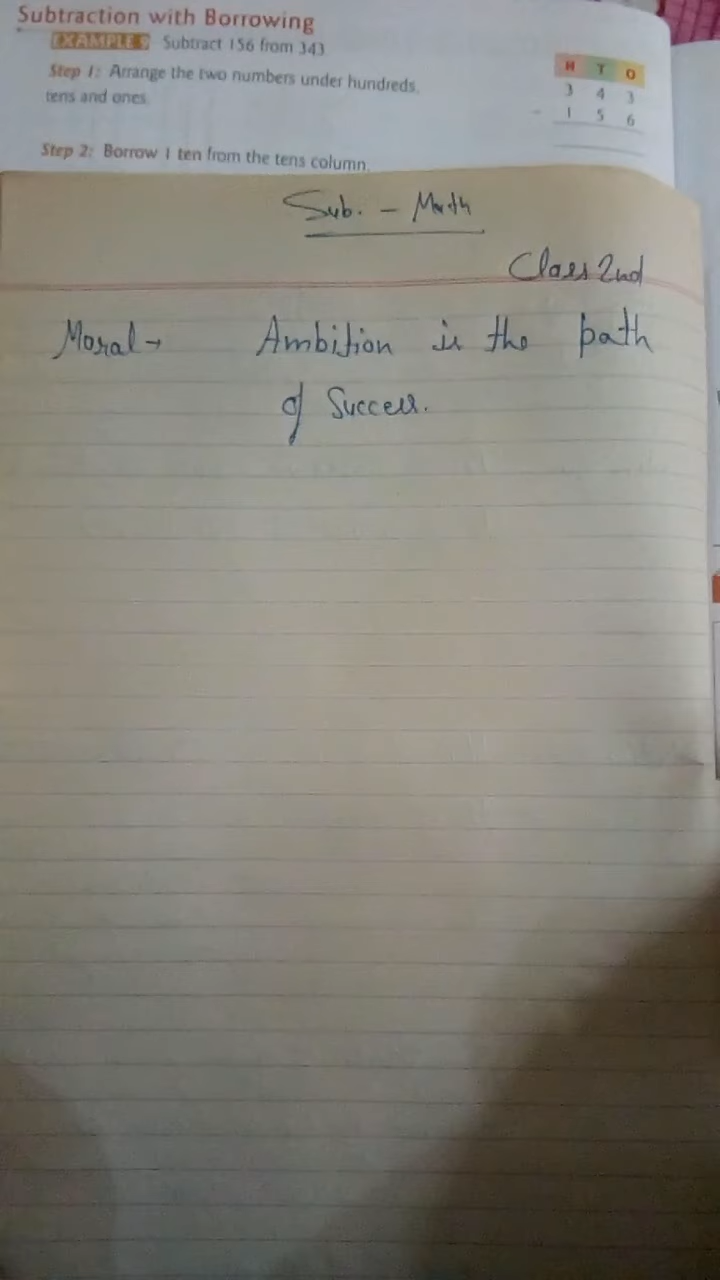 Subtraction with Borrowing
EXAMPLE 9 Subtract 156 from 343
Step 1: Arrange the two numbers under hundreds,
tens and ones.
H T O
3 4 3
- 1 5 6
Step 2: Borrow 1 ten from the tens column.
Sub. - Math
Class 2nd
Moral → Ambition is the path
of Success.